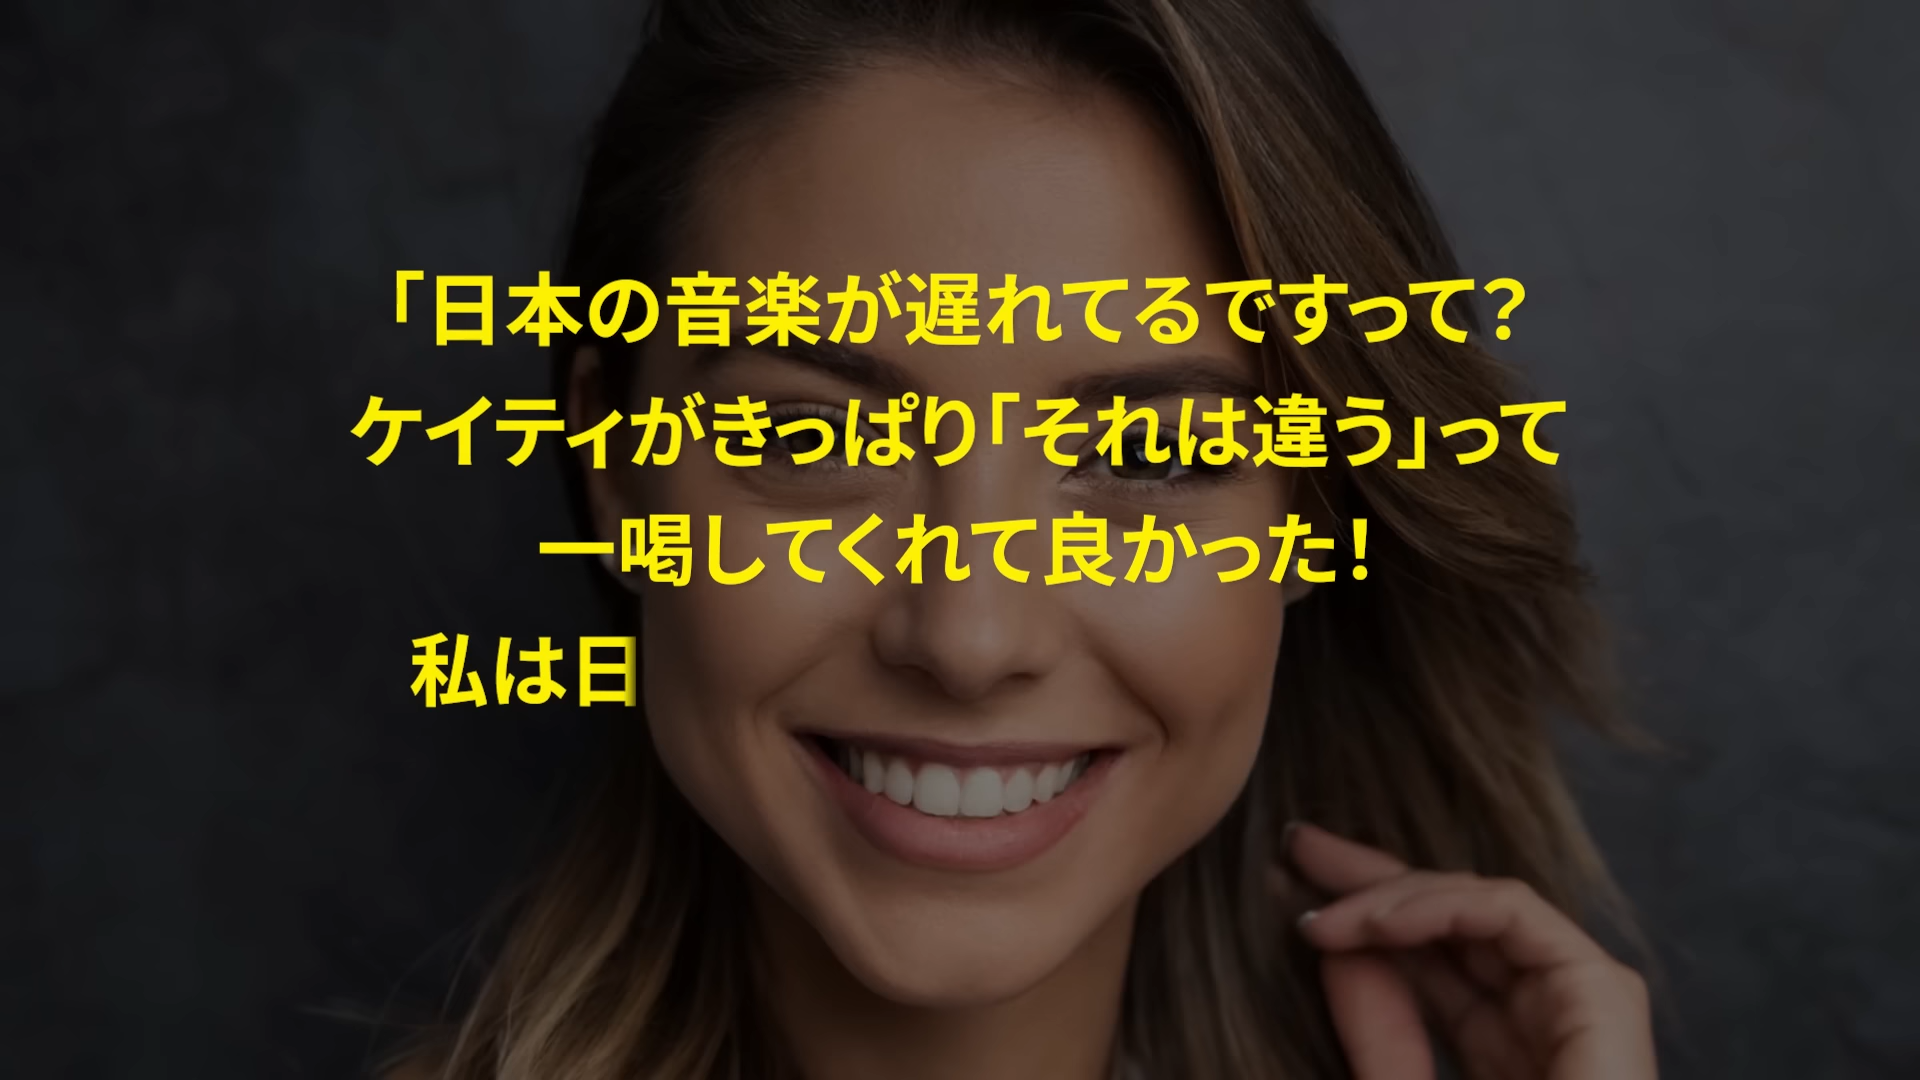 「日本の音楽が遅れてるですって？
ケイティがきっぱり「それは違う」って
一喝してくれて良かった！
私は日